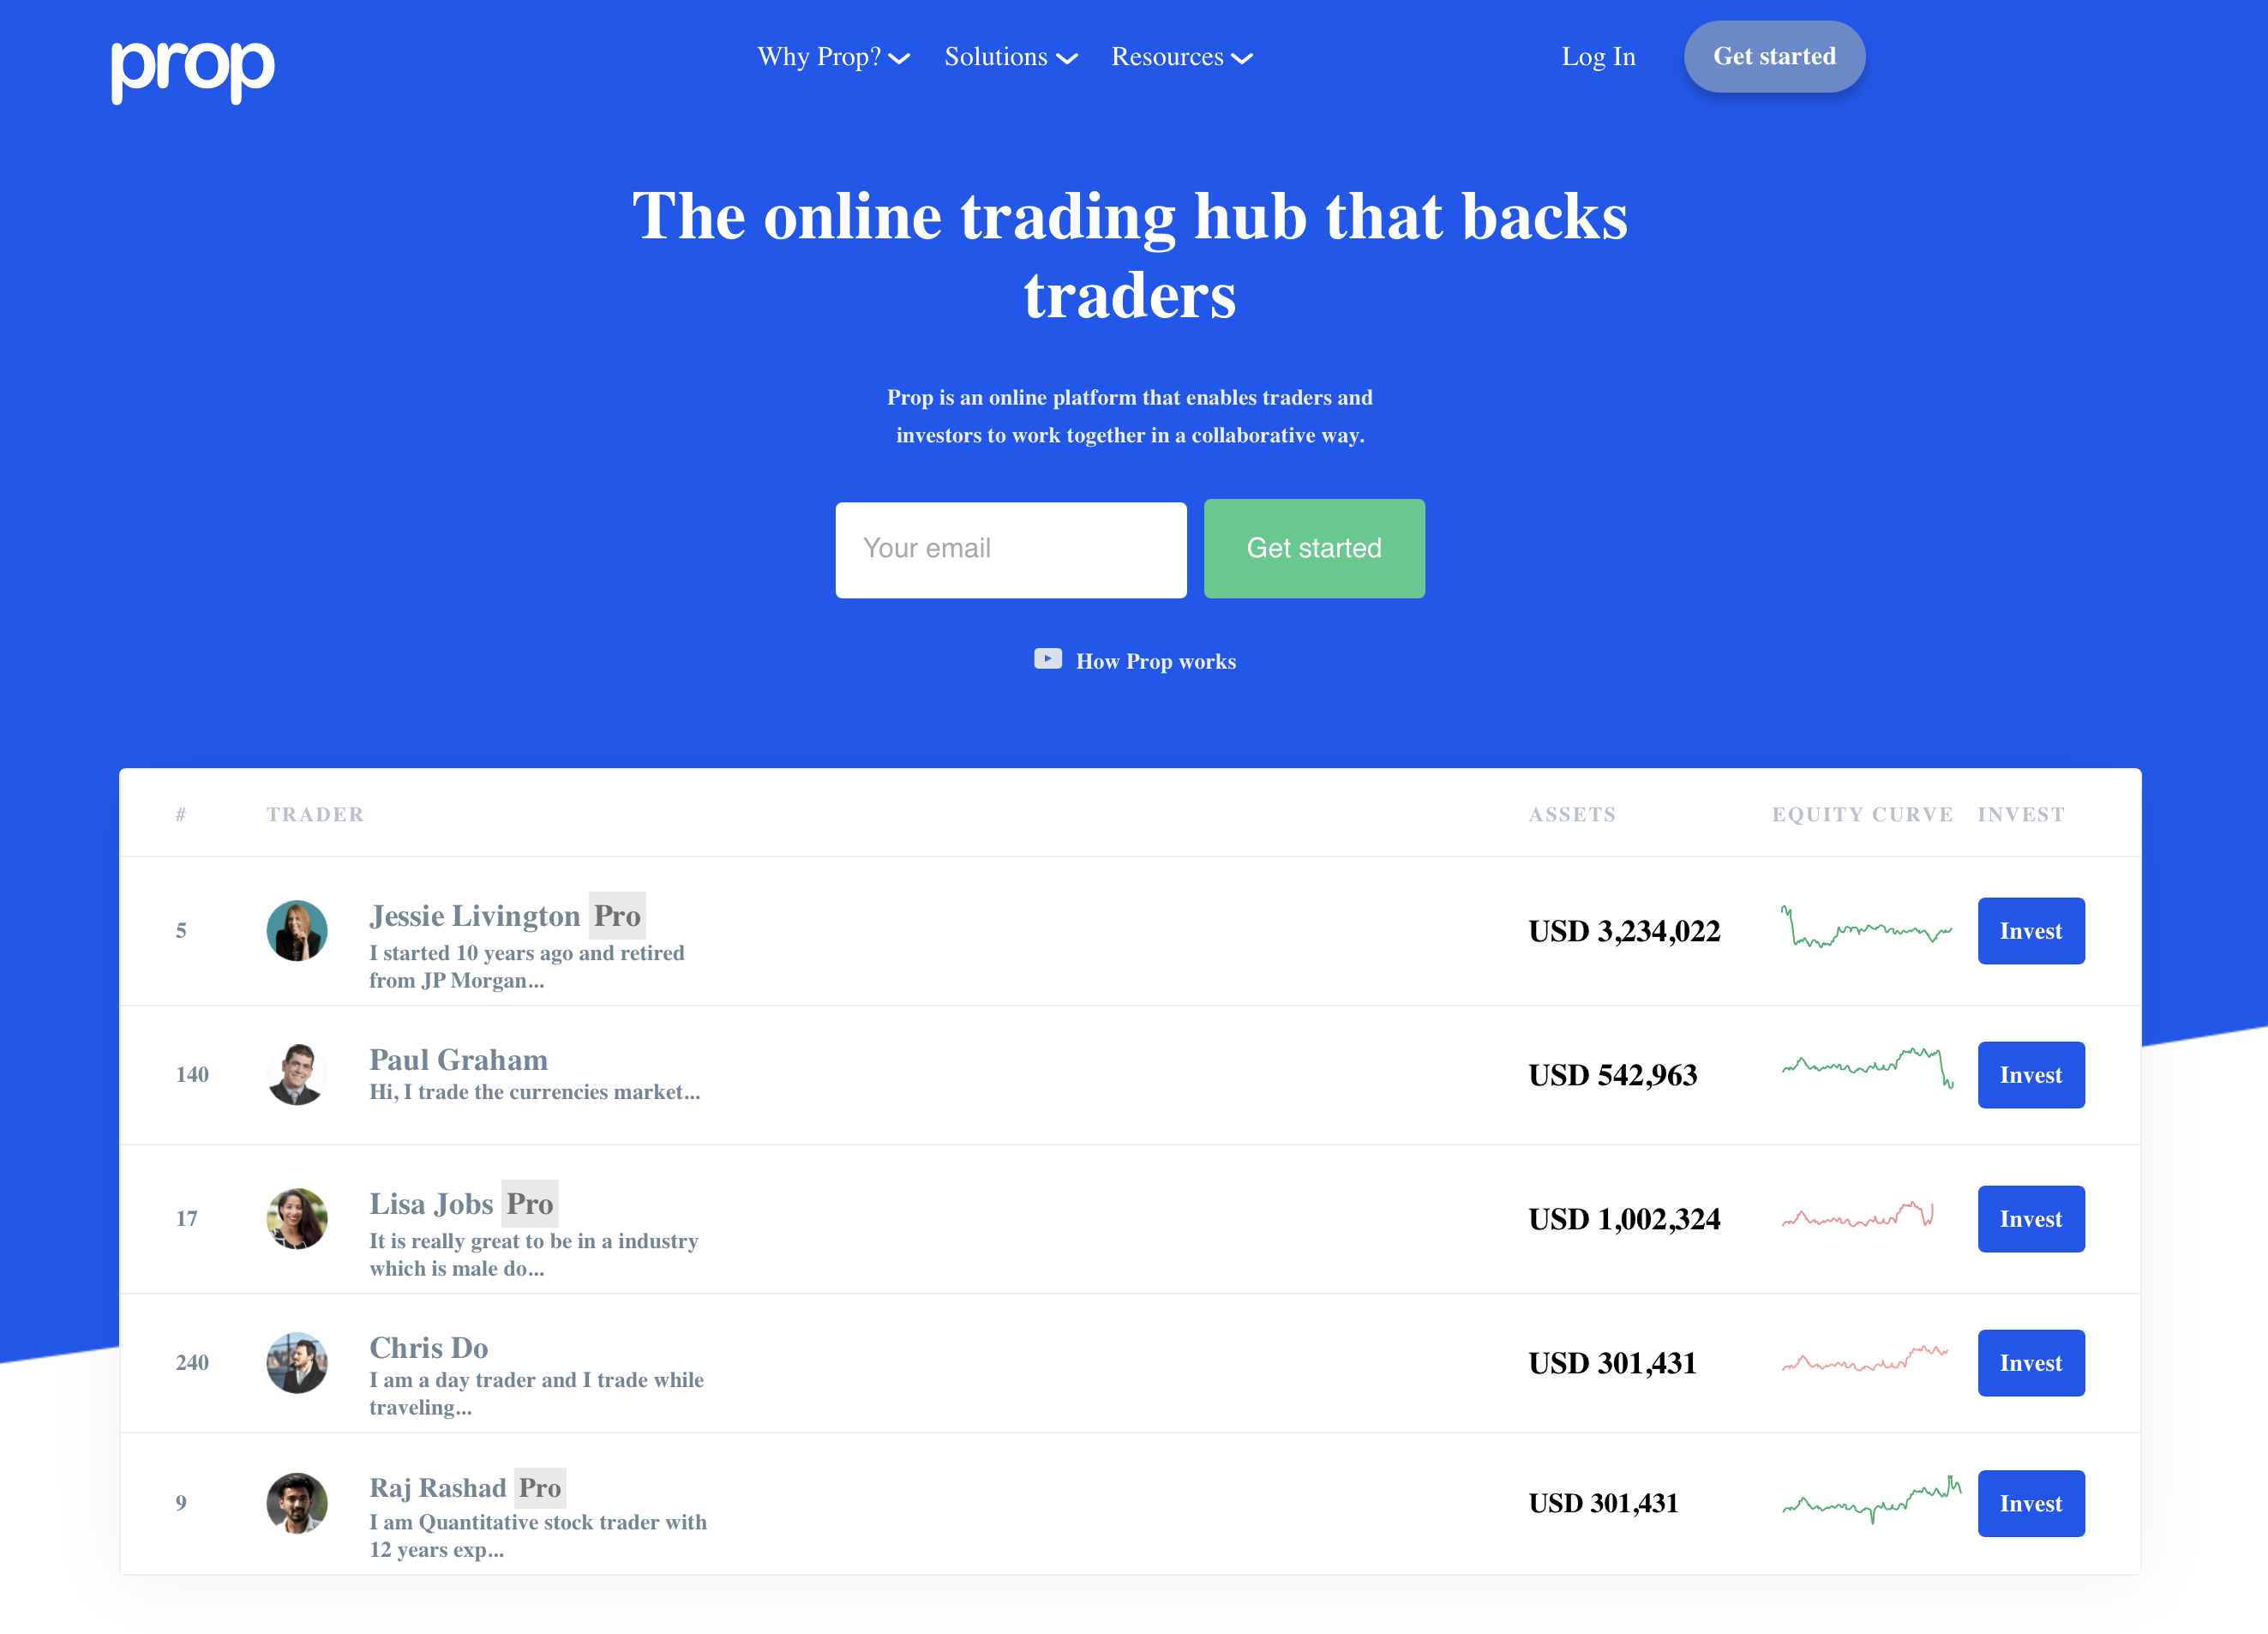 prop
Why Prop? Solutions Resources Log In Get started
The online trading hub that backs
traders
Prop is an online platform that enables traders and
investors to work together in a collaborative way.
Your email Get started
How Prop works
# TRADER ASSETS EQUITY CURVE INVEST
5 Jessie Livington Pro USD 3,234,022 Invest
I started 10 years ago and retired
from JP Morgan...
140 Paul Graham USD 542,963 Invest
Hi, I trade the currencies market...
17 Lisa Jobs Pro USD 1,002,324 Invest
It is really great to be in a industry
which is male do...
240 Chris Do USD 301,431 Invest
I am a day trader and I trade while
traveling...
9 Raj Rashad Pro USD 301,431 Invest
I am Quantitative stock trader with
12 years exp...